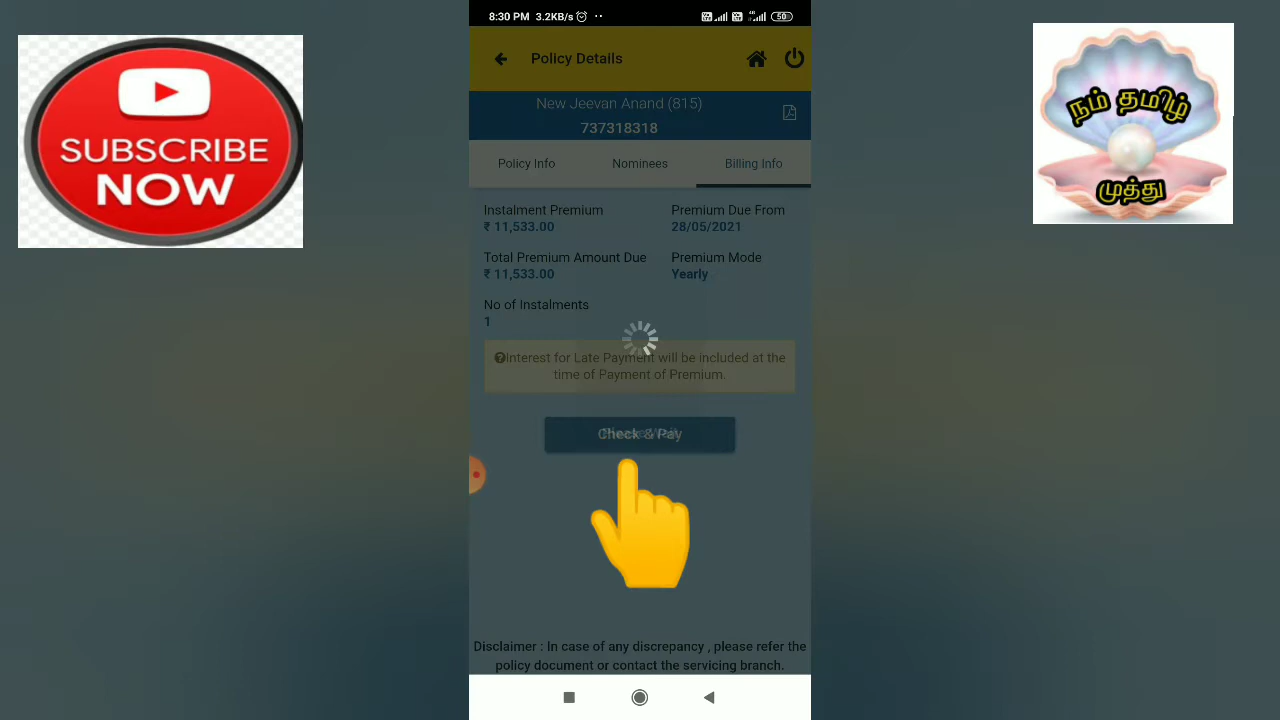 SUBSCRIBE
NOW
8:30 PM 3.2KB/s
50
Policy Details
New Jeevan Anand (815)
737318318
Policy Info Nominees Billing Info
Instalment Premium Premium Due From
₹ 11,533.00 28/05/2021
Total Premium Amount Due Premium Mode
₹ 11,533.00 Yearly
No of Instalments
1
Interest for Late Payment will be included at the
time of Payment of Premium.
Check & Pay
Disclaimer : In case of any discrepancy , please refer the
policy document or contact the servicing branch.
நம் தமிழ்
முத்து